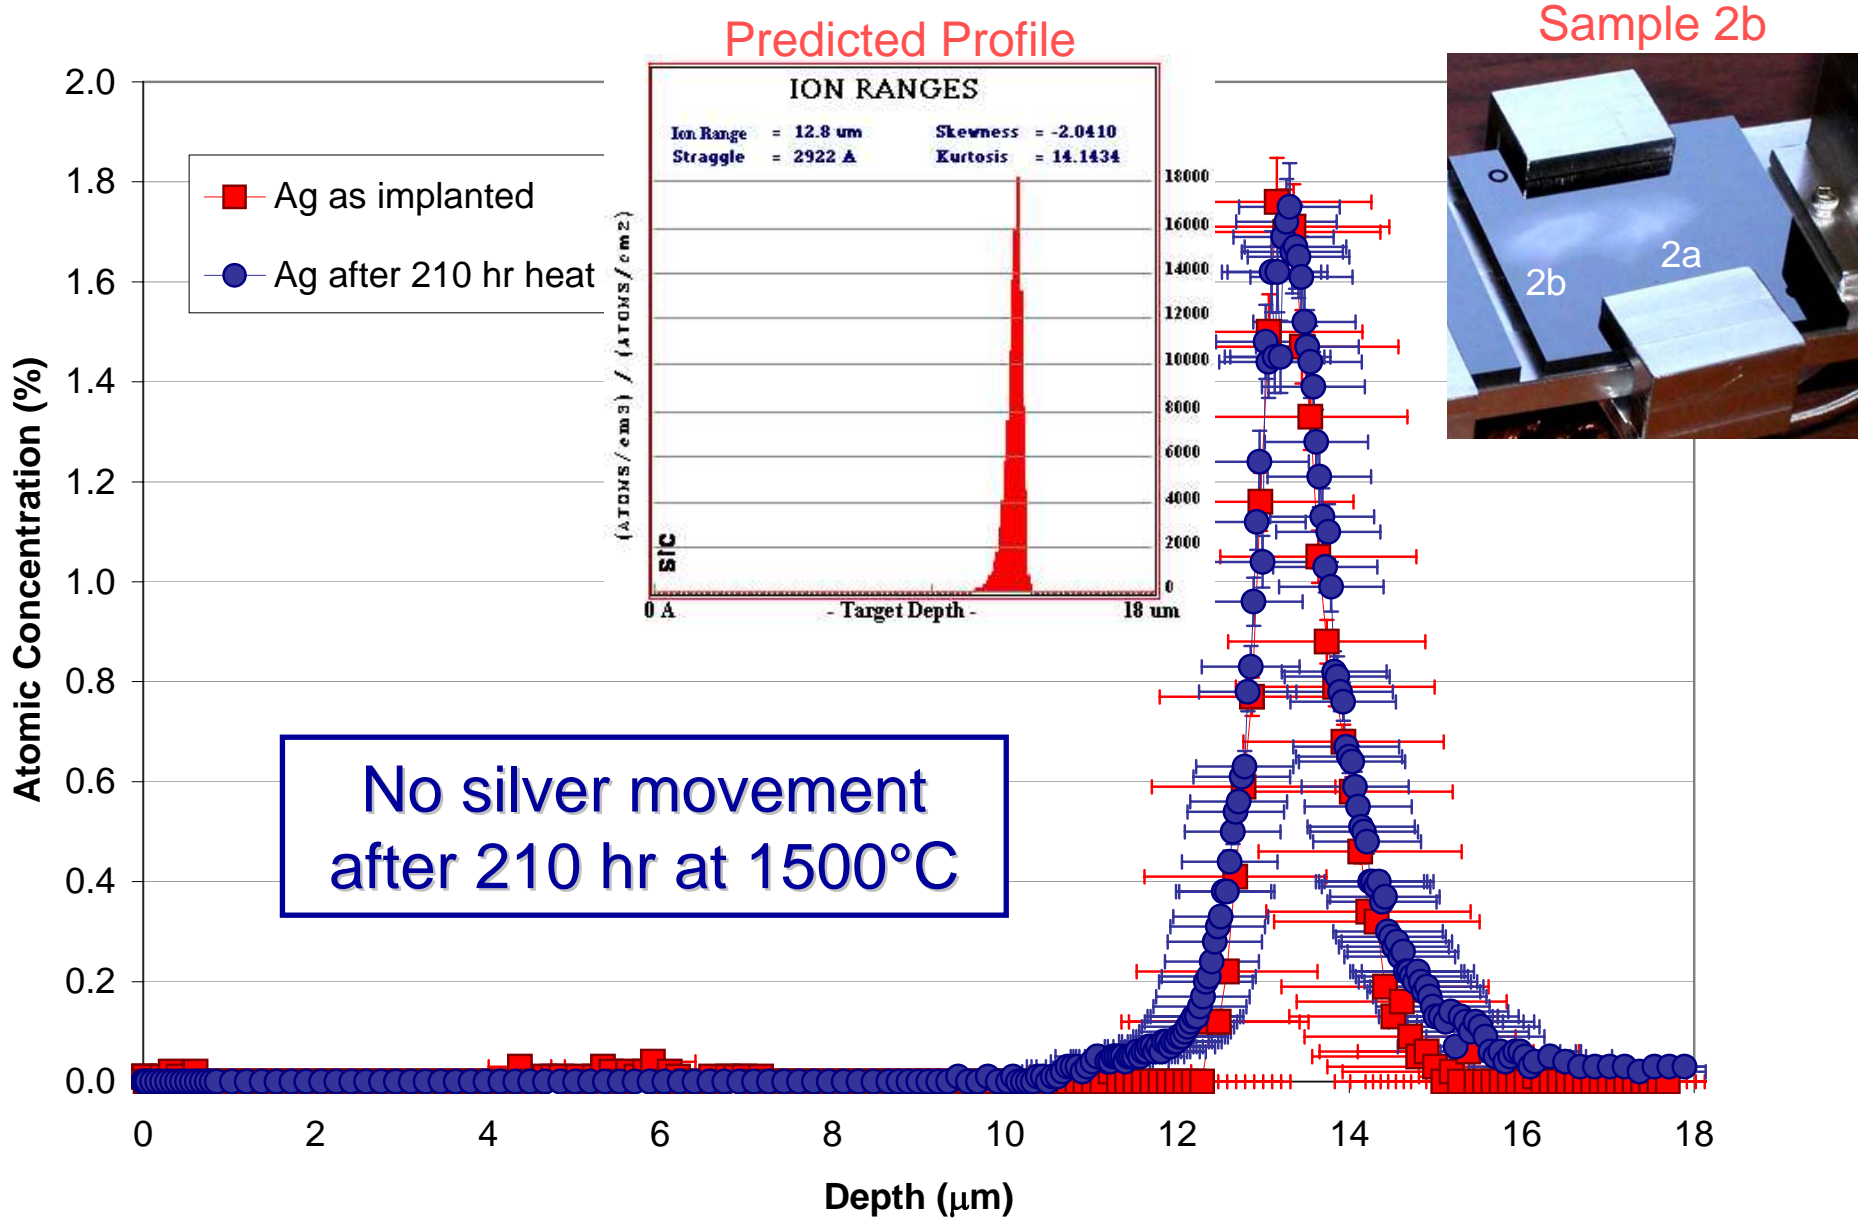 Predicted Profile
Sample 2b
ION RANGES
Ion Range = 12.8 um Skewness = -2.0410
Straggle = 2922 A Kurtosis = 14.1434
(ATOMS/cm3) / (ATOMS/cm2)
18000
16000
14000
12000
10000
8000
6000
4000
2000
0
SiC
0 A - Target Depth - 18 um
2a
2b
Ag as implanted
Ag after 210 hr heat
No silver movement
after 210 hr at 1500°C
Atomic Concentration (%)
2.0
1.8
1.6
1.4
1.2
1.0
0.8
0.6
0.4
0.2
0.0
0 2 4 6 8 10 12 14 16 18
Depth (μm)